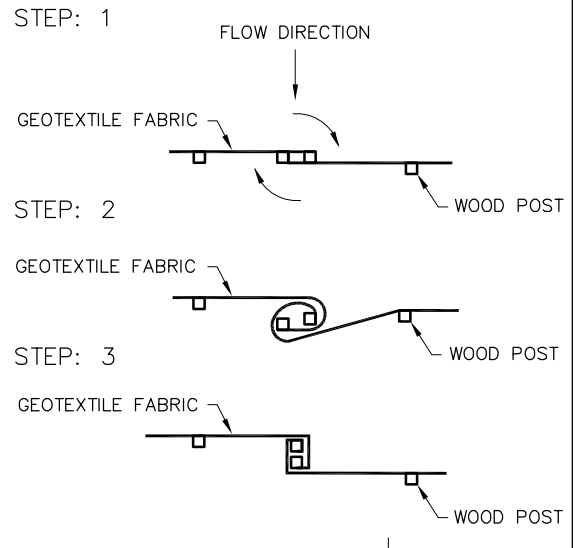 STEP: 1
FLOW DIRECTION
GEOTEXTILE FABRIC
WOOD POST
STEP: 2
GEOTEXTILE FABRIC
WOOD POST
STEP: 3
GEOTEXTILE FABRIC
WOOD POST